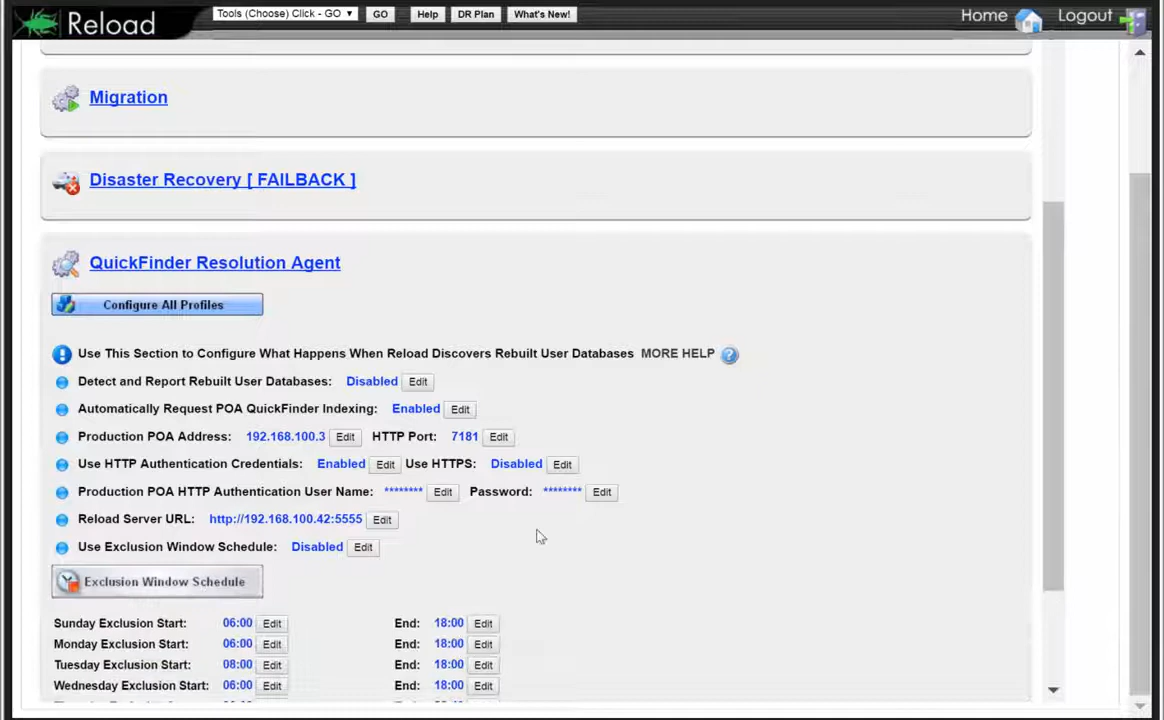 Reload Tools (Choose) Click - GO GO Help DR Plan What's New! Home Logout
Migration
Disaster Recovery [ FAILBACK ]
QuickFinder Resolution Agent
Configure All Profiles
Use This Section to Configure What Happens When Reload Discovers Rebuilt User Databases MORE HELP ?
Detect and Report Rebuilt User Databases: Disabled Edit
Automatically Request POA QuickFinder Indexing: Enabled Edit
Production POA Address: 192.168.100.3 Edit HTTP Port: 7181 Edit
Use HTTP Authentication Credentials: Enabled Edit Use HTTPS: Disabled Edit
Production POA HTTP Authentication User Name: ******** Edit Password: ******** Edit
Reload Server URL: http://192.168.100.42:5555 Edit
Use Exclusion Window Schedule: Disabled Edit
Exclusion Window Schedule
Sunday Exclusion Start: 06:00 Edit End: 18:00 Edit
Monday Exclusion Start: 06:00 Edit End: 18:00 Edit
Tuesday Exclusion Start: 08:00 Edit End: 18:00 Edit
Wednesday Exclusion Start: 06:00 Edit End: 18:00 Edit